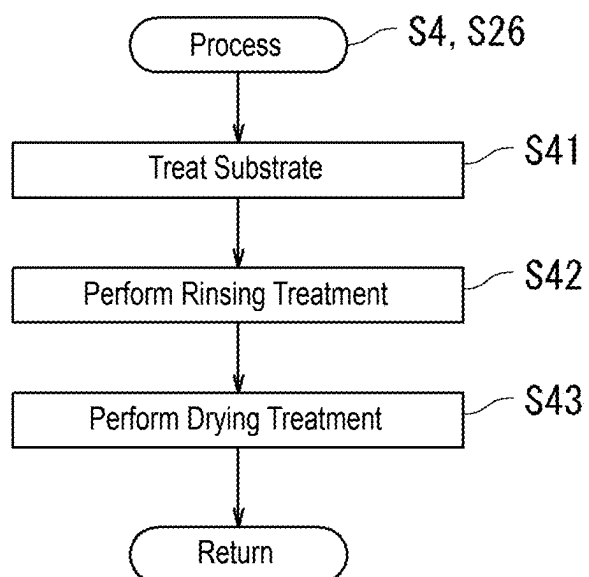 Process
S4, S26
Treat Substrate
S41
Perform Rinsing Treatment
S42
Perform Drying Treatment
S43
Return